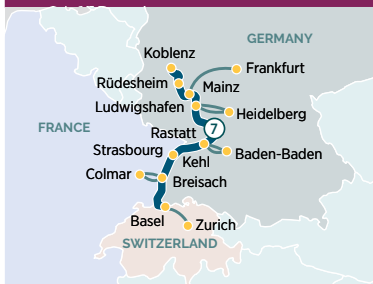 GERMANY
Koblenz
Frankfurt
Rüdesheim
Mainz
Ludwigshafen
Heidelberg
FRANCE
7
Rastatt
Strasbourg
Baden-Baden
Kehl
Colmar
Breisach
Basel
Zurich
SWITZERLAND